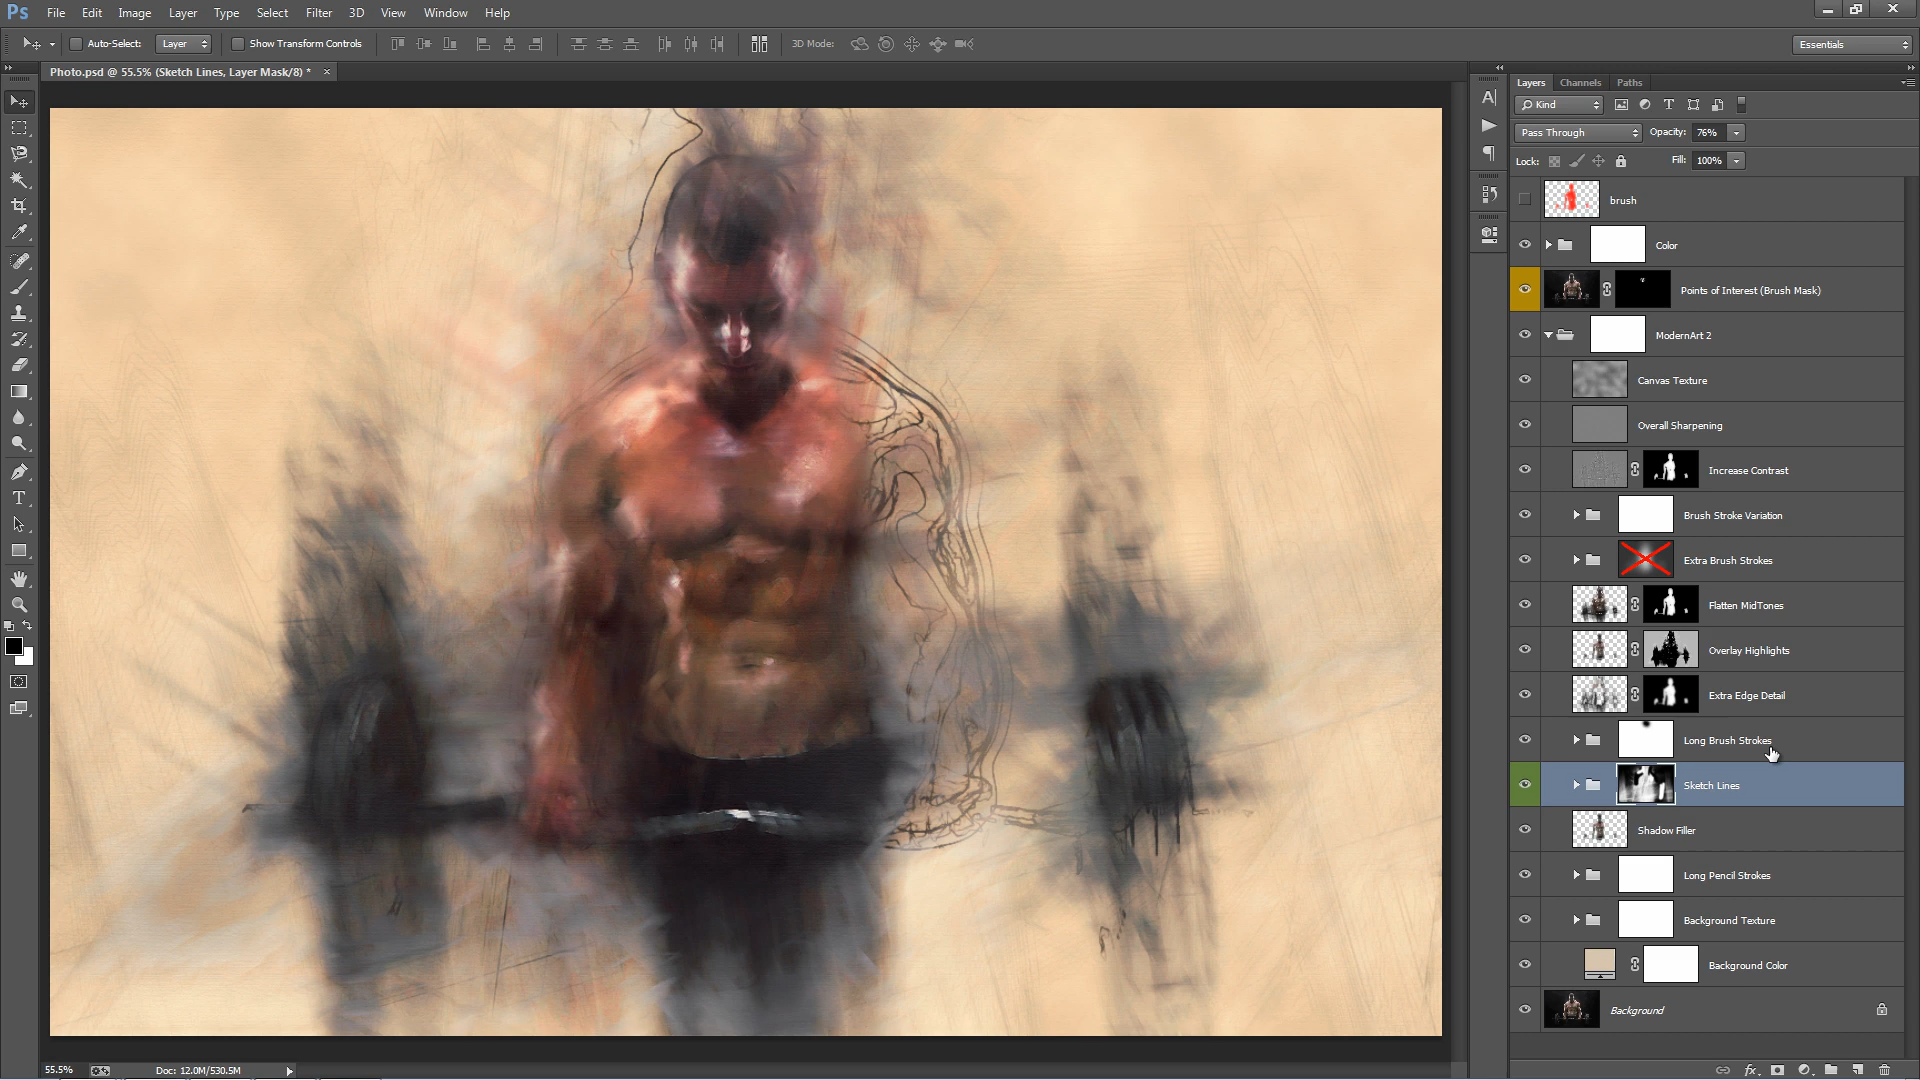 Ps File Edit Image Layer Type Select Filter 3D View Window Help
Auto-Select: Layer Show Transform Controls 3D Mode: Essentials
Photo.psd @ 55.5% (Sketch Lines, Layer Mask/8) * ×
Layers Channels Paths
Kind
Pass Through Opacity: 76%
Lock: Fill: 100%
brush
Color
Points of Interest (Brush Mask)
ModernArt 2
Canvas Texture
Overall Sharpening
Increase Contrast
Brush Stroke Variation
Extra Brush Strokes
Flatten MidTones
Overlay Highlights
Extra Edge Detail
Long Brush Strokes
Sketch Lines
Shadow Filler
Long Pencil Strokes
Background Texture
Background Color
Background
55.5% Doc: 12.0M/530.5M
fx